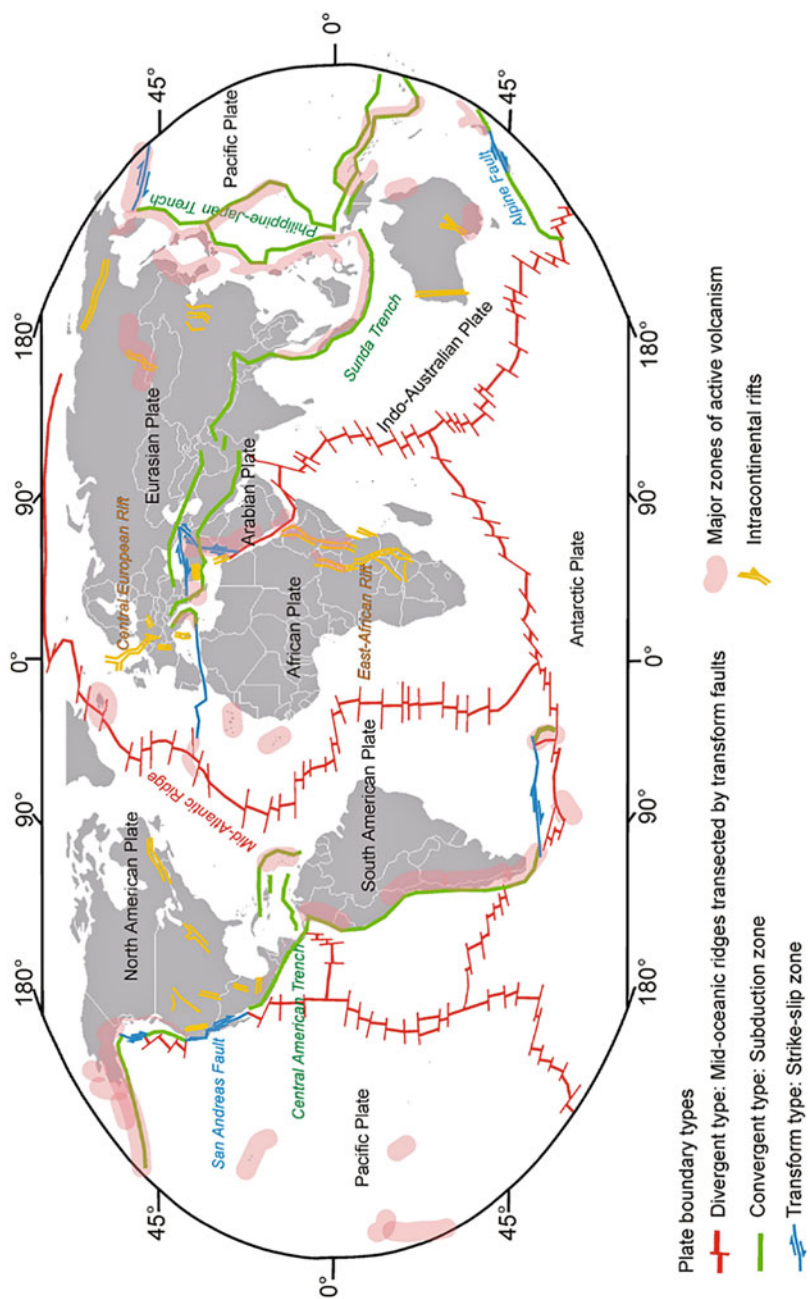 180°
90°
0°
90°
180°
45°
45°
0°
0°
45°
45°
North American Plate
Eurasian Plate
Central European Rift
Mid-Atlantic Ridge
San Andreas Fault
Central American Trench
Pacific Plate
South American Plate
African Plate
East-African Rift
Arabian Plate
Indo-Australian Plate
Sunda Trench
Philippine-Japan Trench
Pacific Plate
Alpine Fault
Antarctic Plate
180°
90°
0°
90°
180°
Plate boundary types
Divergent type: Mid-oceanic ridges transected by transform faults
Convergent type: Subduction zone
Transform type: Strike-slip zone
Major zones of active volcanism
Intracontinental rifts